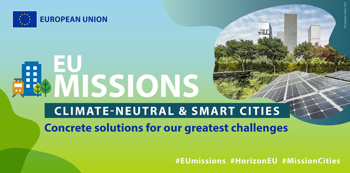 EUROPEAN UNION
EU
MISSIONS
CLIMATE-NEUTRAL & SMART CITIES
Concrete solutions for our greatest challenges
#EUmissions #HorizonEU #MissionCities